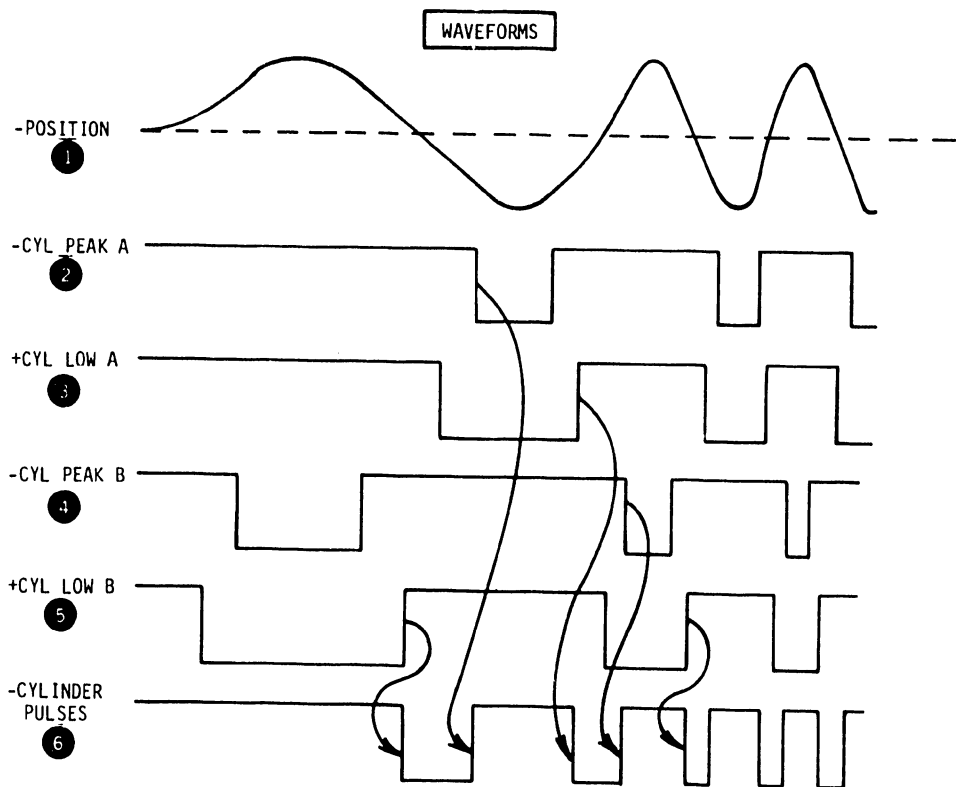 WAVEFORMS
-POSITION
1
-CYL PEAK A
2
+CYL LOW A
3
-CYL PEAK B
4
+CYL LOW B
5
-CYLINDER
PULSES
6